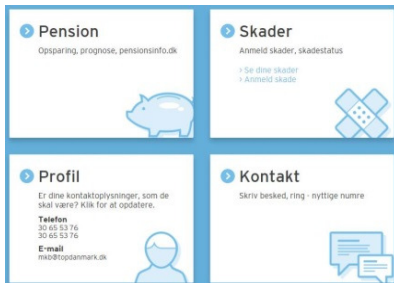 Pension
Opsparing, prognose, pensionsinfo.dk
Skader
Anmeld skader, skadestatus
› Se dine skader
› Anmeld skade
Profil
Er dine kontaktoplysninger, som de
skal være? Klik for at opdatere.
Telefon
30 65 53 76
30 65 53 76
E-mail
mkb@topdanmark.dk
Kontakt
Skriv besked, ring - nyttige numre